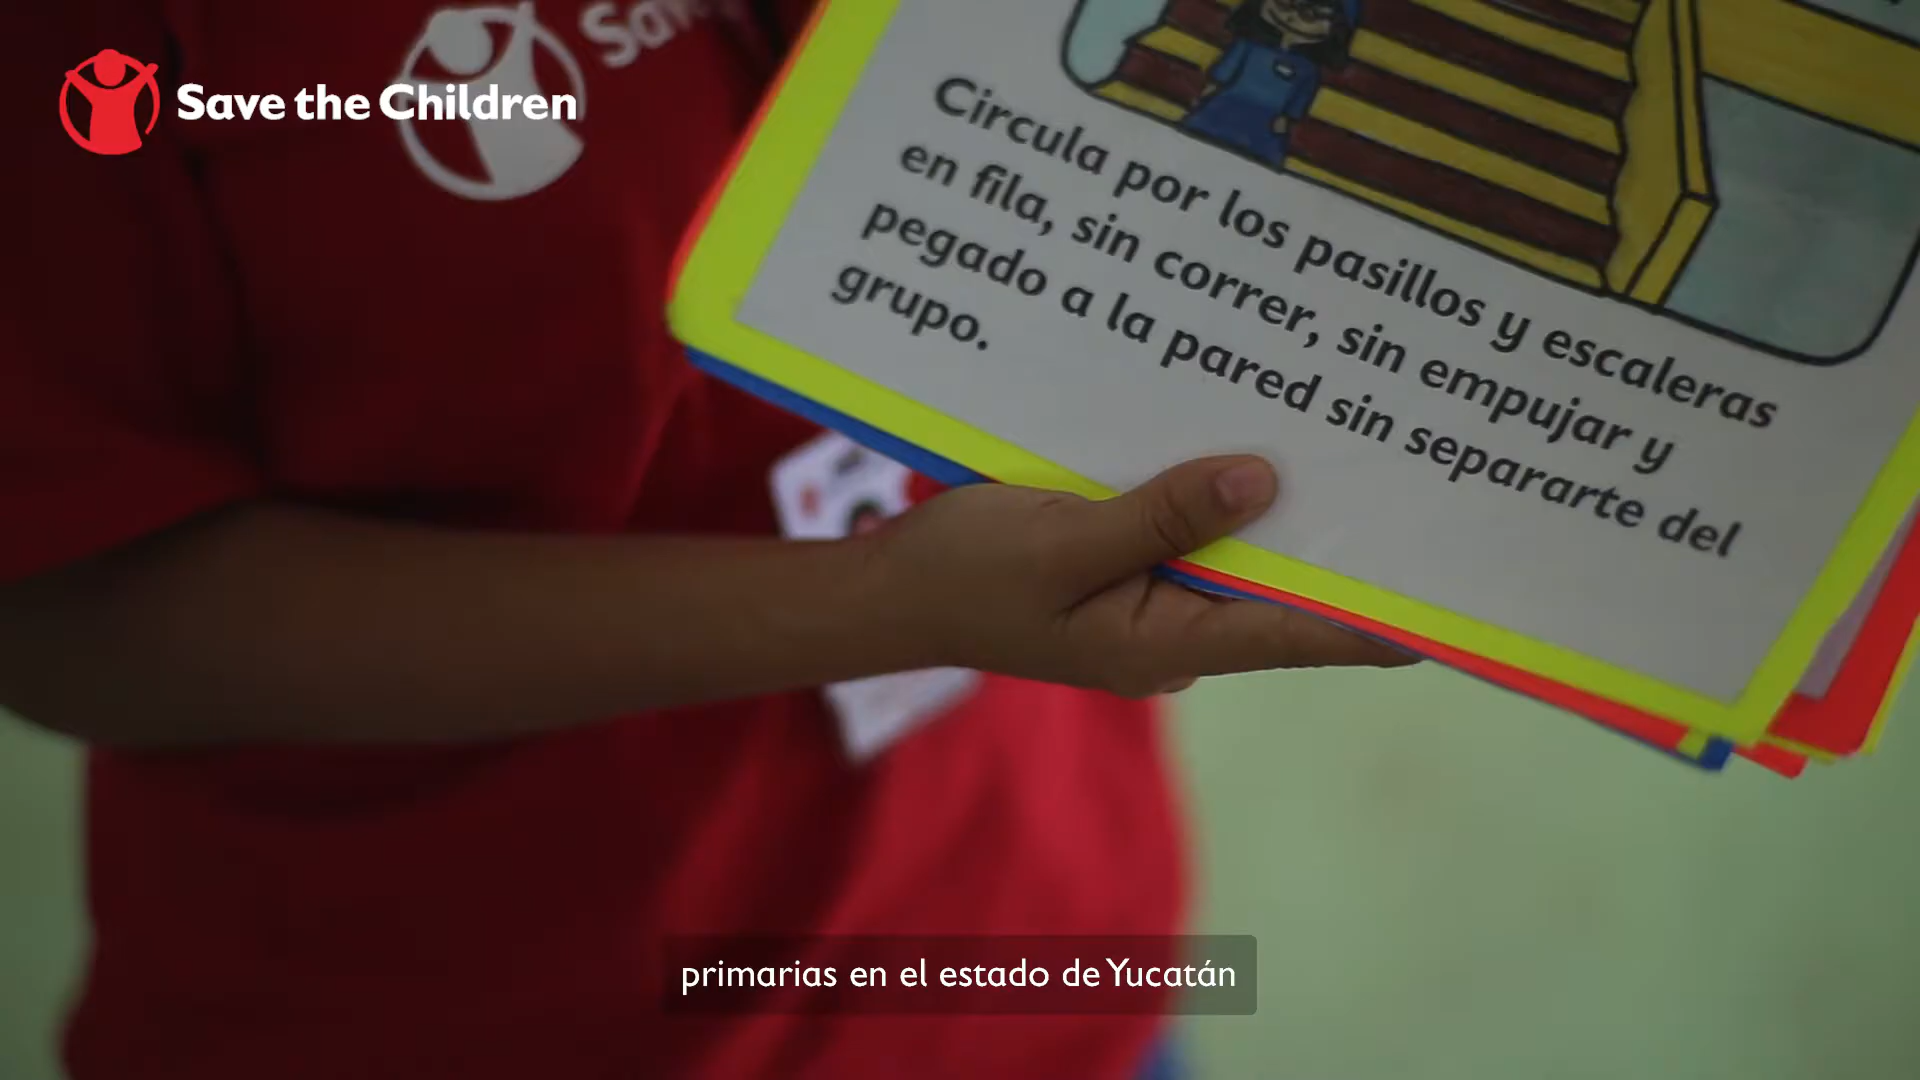 Save the Children
Circula por los pasillos y escaleras
en fila, sin correr, sin empujar y
pegado a la pared sin separarte del
grupo.
primarias en el estado de Yucatán